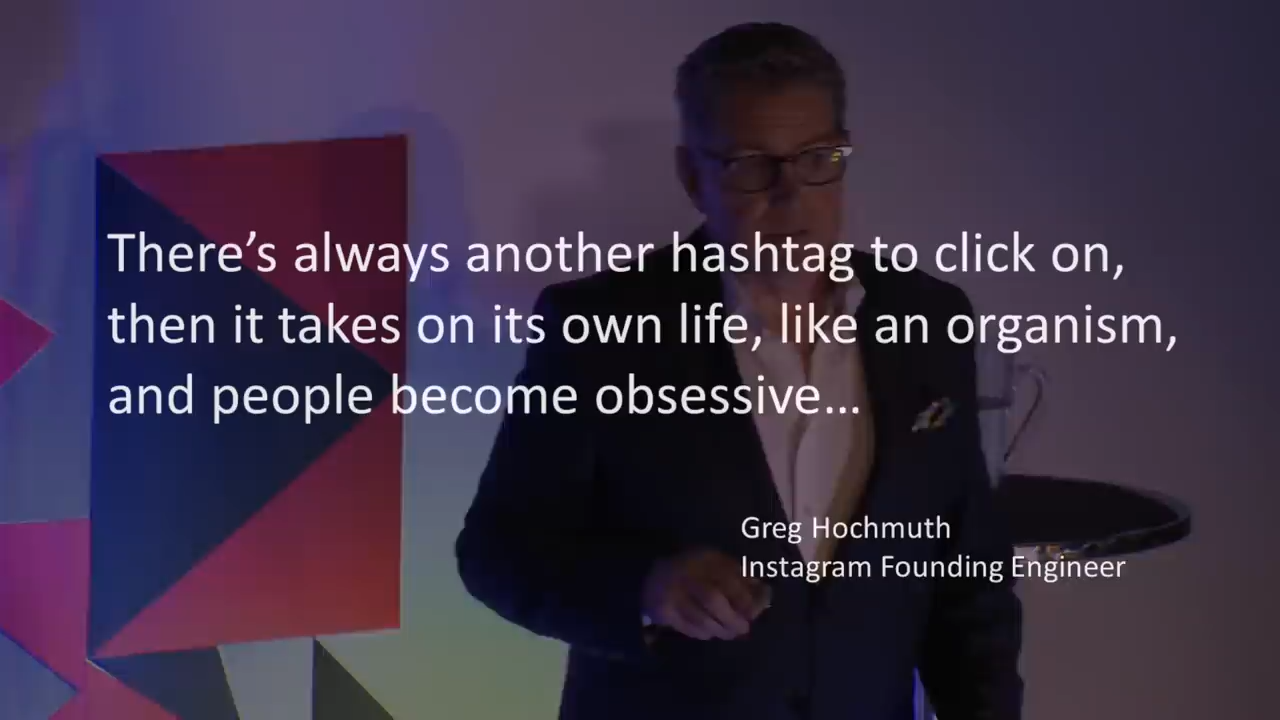 There’s always another hashtag to click on,
then it takes on its own life, like an organism,
and people become obsessive…
Greg Hochmuth
Instagram Founding Engineer